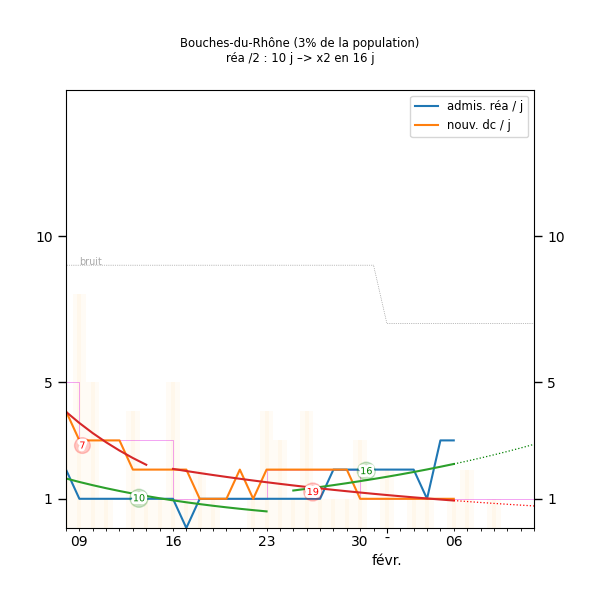 Bouches-du-Rhône (3% de la population)
réa /2 : 10 j –> x2 en 16 j
admis. réa / j
nouv. dc / j
10
10
bruit
5
5
7
16
10
19
1
1
09
16
23
30
-
06
févr.